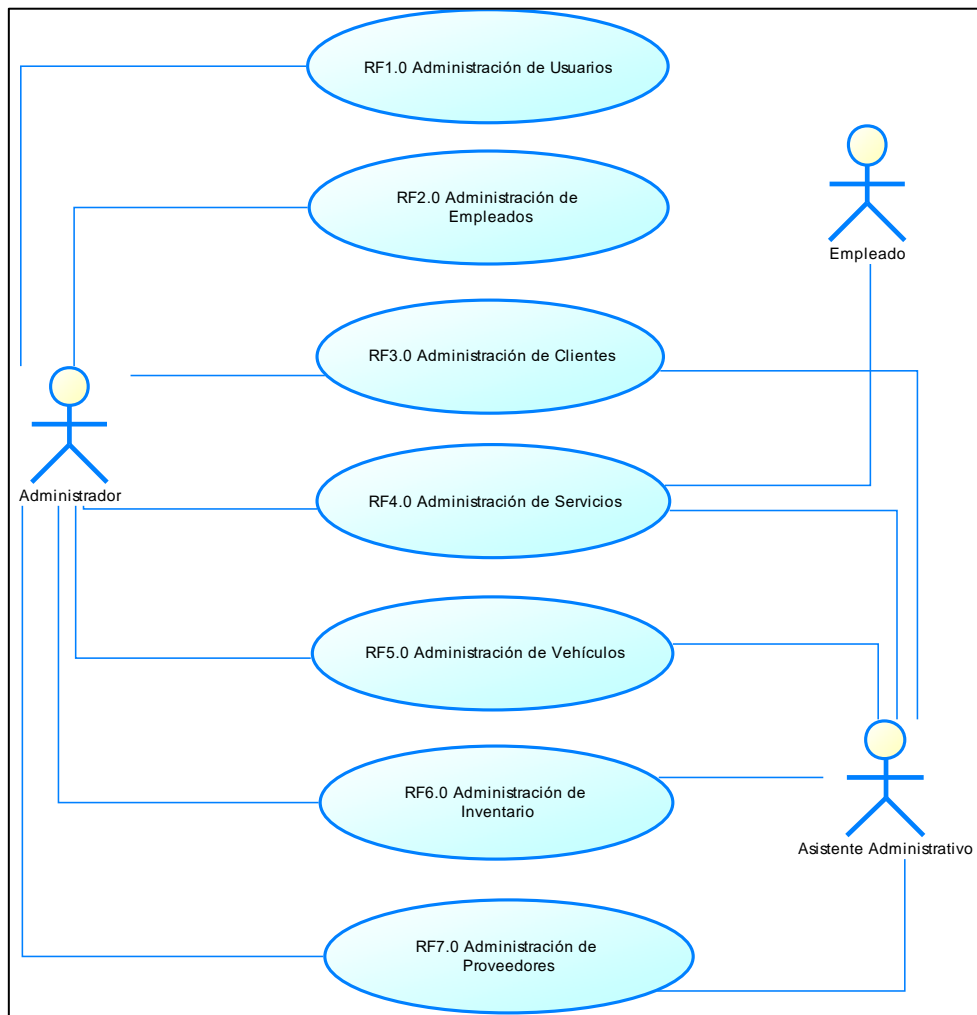 RF1.0 Administración de Usuarios
RF2.0 Administración de
Empleados
Empleado
RF3.0 Administración de Clientes
Administrador
RF4.0 Administración de Servicios
RF5.0 Administración de Vehículos
RF6.0 Administración de
Inventario
Asistente Administrativo
RF7.0 Administración de
Proveedores